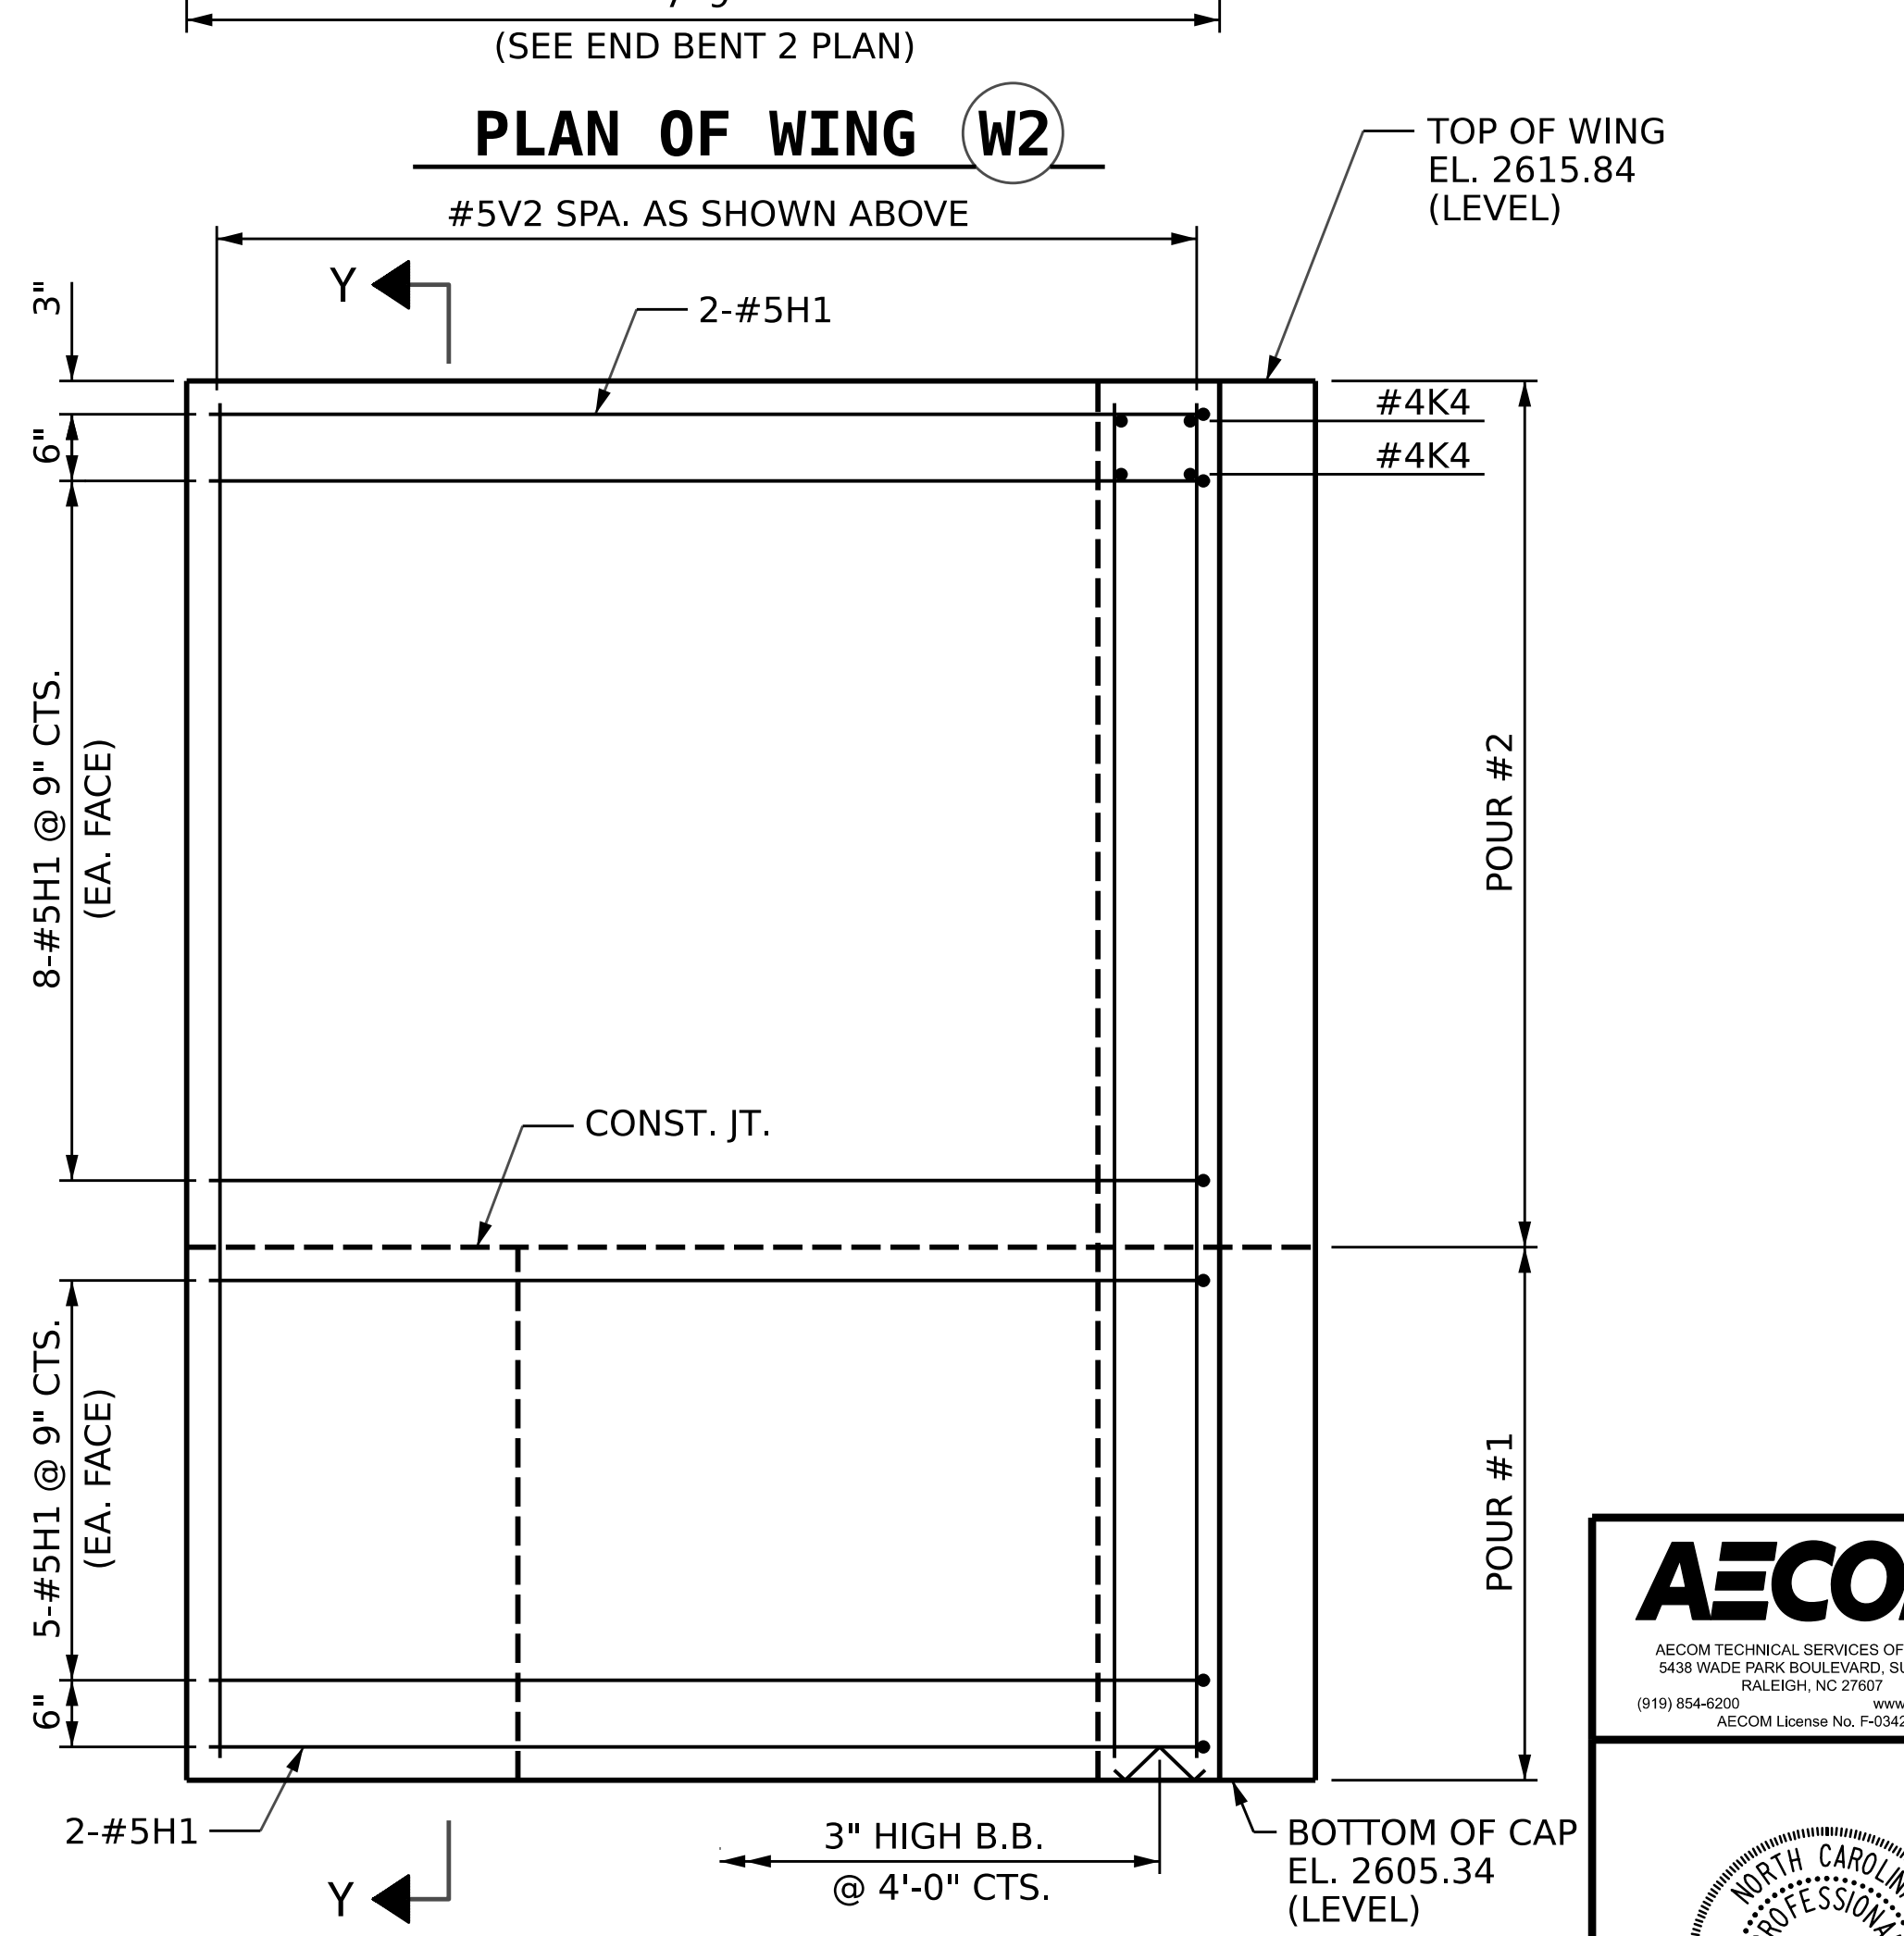 (SEE END BENT 2 PLAN)
PLAN OF WING W2
TOP OF WING
EL. 2615.84
(LEVEL)
#5V2 SPA. AS SHOWN ABOVE
Y
2-#5H1
3"
6"
#4K4
#4K4
8-#5H1 @ 9" CTS.
(EA. FACE)
POUR #2
CONST. JT.
5-#5H1 @ 9" CTS.
(EA. FACE)
POUR #1
6"
2-#5H1
3" HIGH B.B.
@ 4'-0" CTS.
BOTTOM OF CAP
EL. 2605.34
(LEVEL)
Y
AECO
AECOM TECHNICAL SERVICES OF
5438 WADE PARK BOULEVARD,
RALEIGH, NC 27607
(919) 854-6200 www
AECOM License No. F-0342
NORTH CAROLIN
ROFESSIONA